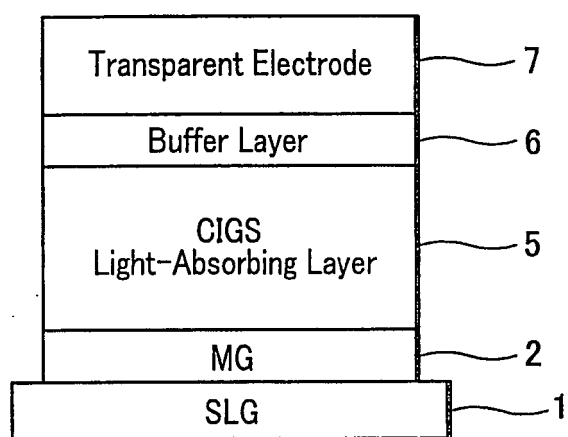 Transparent Electrode
7
Buffer Layer
6
CIGS
Light-Absorbing Layer
5
MG
2
SLG
1